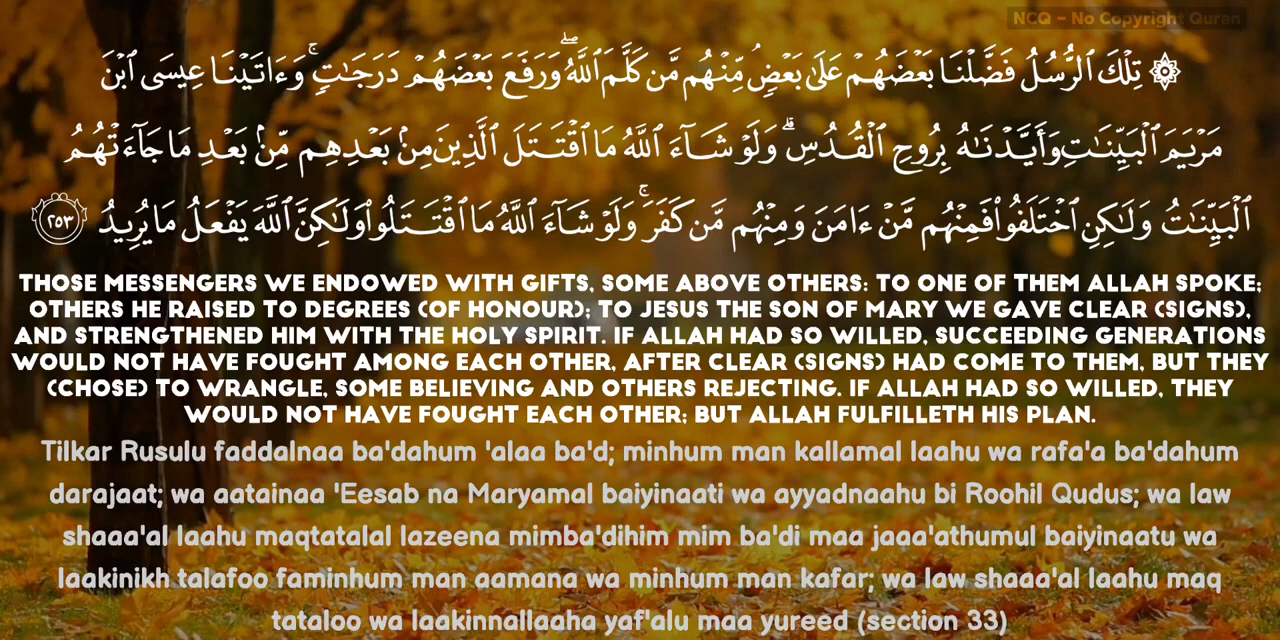 NCQ - No Copyright Quran
۞ تِلْكَ ٱلرُّسُلُ فَضَّلْنَا بَعْضَهُمْ عَلَىٰ بَعْضٍۢ مِّنْهُم مَّن كَلَّمَ ٱللَّهُ ۖ وَرَفَعَ بَعْضَهُمْ دَرَجَـٰتٍۢ ۚ وَءَاتَيْنَا عِيسَى ٱبْنَ
مَرْيَمَ ٱلْبَيِّنَـٰتِ وَأَيَّدْنَـٰهُ بِرُوحِ ٱلْقُدُسِ ۗ وَلَوْ شَآءَ ٱللَّهُ مَا ٱقْتَتَلَ ٱلَّذِينَ مِنۢ بَعْدِهِم مِّنۢ بَعْدِ مَا جَآءَتْهُمُ
ٱلْبَيِّنَـٰتُ وَلَـٰكِنِ ٱخْتَلَفُوا۟ فَمِنْهُم مَّنْ ءَامَنَ وَمِنْهُم مَّن كَفَرَ ۚ وَلَوْ شَآءَ ٱللَّهُ مَا ٱقْتَتَلُوا۟ وَلَـٰكِنَّ ٱللَّهَ يَفْعَلُ مَا يُرِيدُ ٢٥٣
THOSE MESSENGERS WE ENDOWED WITH GIFTS, SOME ABOVE OTHERS: TO ONE OF THEM ALLAH SPOKE;
OTHERS HE RAISED TO DEGREES (OF HONOUR); TO JESUS THE SON OF MARY WE GAVE CLEAR (SIGNS),
AND STRENGTHENED HIM WITH THE HOLY SPIRIT. IF ALLAH HAD SO WILLED, SUCCEEDING GENERATIONS
WOULD NOT HAVE FOUGHT AMONG EACH OTHER, AFTER CLEAR (SIGNS) HAD COME TO THEM, BUT THEY
(CHOSE) TO WRANGLE, SOME BELIEVING AND OTHERS REJECTING. IF ALLAH HAD SO WILLED, THEY
WOULD NOT HAVE FOUGHT EACH OTHER; BUT ALLAH FULFILLETH HIS PLAN.
Tilkar Rusulu faddalnaa ba'dahum 'alaa ba'd; minhum man kallamal laahu wa rafa'a ba'dahum
darajaat; wa aatainaa 'Eesab na Maryamal baiyinaati wa ayyadnaahu bi Roohil Qudus; wa law
shaaa'al laahu maqtatalal lazeena mimba'dihim mim ba'di maa jaaa'athumul baiyinaatu wa
laakinikh talafoo faminhum man aamana wa minhum man kafar; wa law shaaa'al laahu maq
tataloo wa laakinnallaaha yaf'alu maa yureed (section 33)